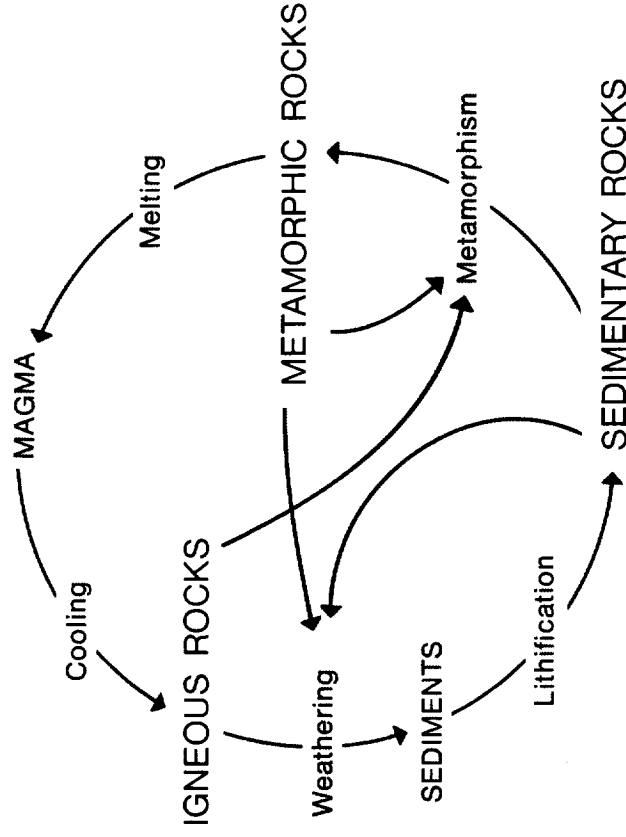 MAGMA
Cooling
Melting
IGNEOUS ROCKS
METAMORPHIC ROCKS
Weathering
Metamorphism
SEDIMENTS
Lithification
SEDIMENTARY ROCKS